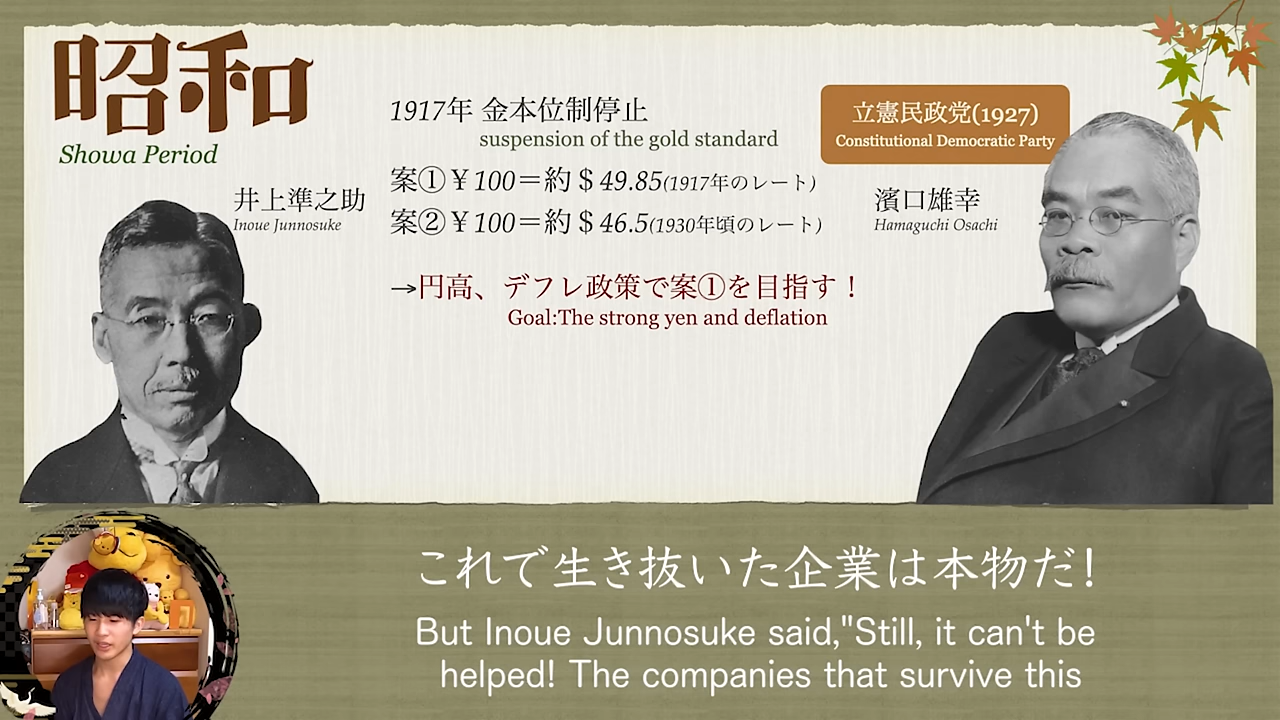 昭和
Showa Period
井上準之助
Inoue Junnosuke
1917年 金本位制停止
suspension of the gold standard
案①￥100＝約＄49.85(1917年のレート)
案②￥100＝約＄46.5(1930年頃のレート)
→円高、デフレ政策で案①を目指す！
Goal:The strong yen and deflation
立憲民政党(1927)
Constitutional Democratic Party
濱口雄幸
Hamaguchi Osachi
これで生き抜いた企業は本物だ!
But Inoue Junnosuke said,"Still, it can't be
helped! The companies that survive this